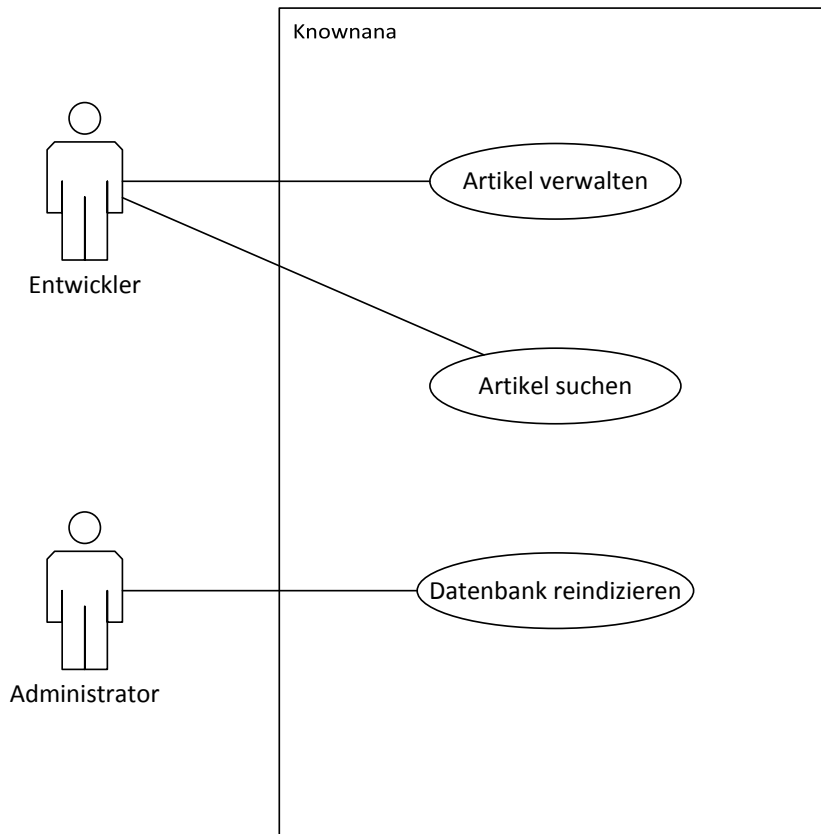 Knownana
Artikel verwalten
Entwickler
Artikel suchen
Datenbank reindizieren
Administrator